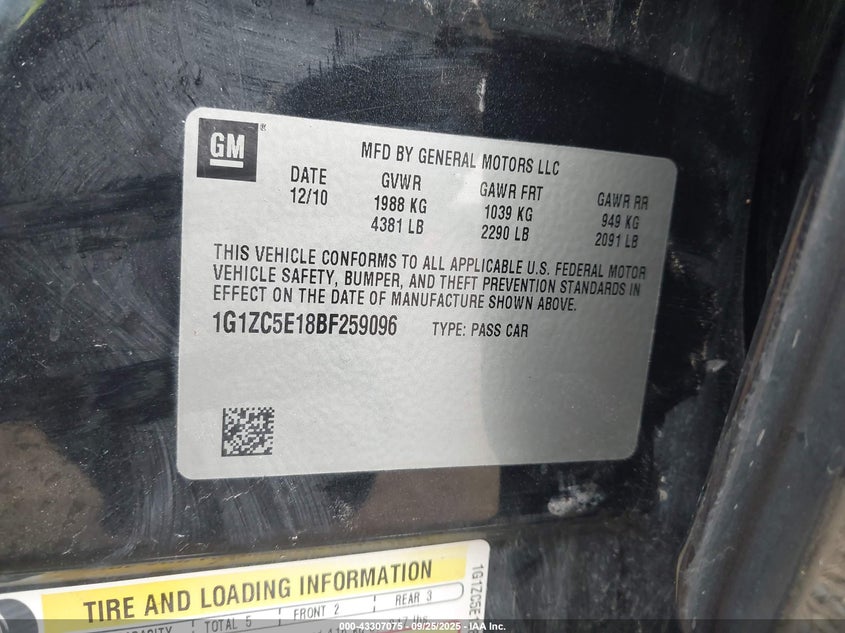 GM
MFD BY GENERAL MOTORS LLC
DATE GVWR GAWR FRT GAWR RR
12/10 1988 KG 1039 KG 949 KG
4381 LB 2290 LB 2091 LB
THIS VEHICLE CONFORMS TO ALL APPLICABLE U.S. FEDERAL MOTOR
VEHICLE SAFETY, BUMPER, AND THEFT PREVENTION STANDARDS IN
EFFECT ON THE DATE OF MANUFACTURE SHOWN ABOVE.
1G1ZC5E18BF259096 TYPE: PASS CAR
TIRE AND LOADING INFORMATION
TOTAL 5 FRONT 2 REAR 3
1G1ZC5E
000-43307075 - 09/25/2025 - IAA Inc.